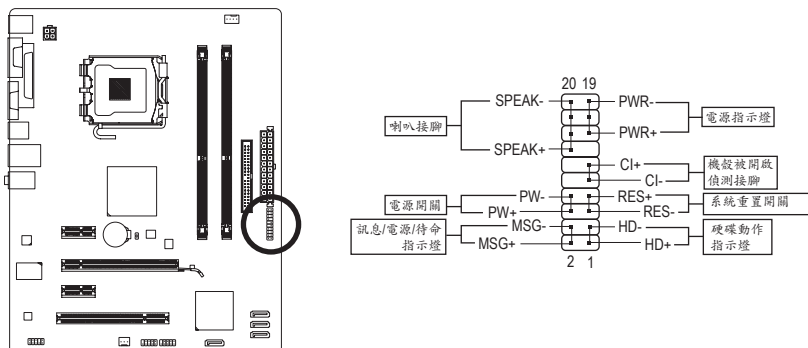 20 19
SPEAK-
PWR-
電源指示燈
喇叭接腳
PWR+
SPEAK+
CI+
機殼被開啟
偵測接腳
CI-
電源開關
PW-
RES+
系統重置開關
PW+
RES-
訊息/電源/待命
指示燈
MSG-
HD-
硬碟動作
指示燈
MSG+
HD+
2 1